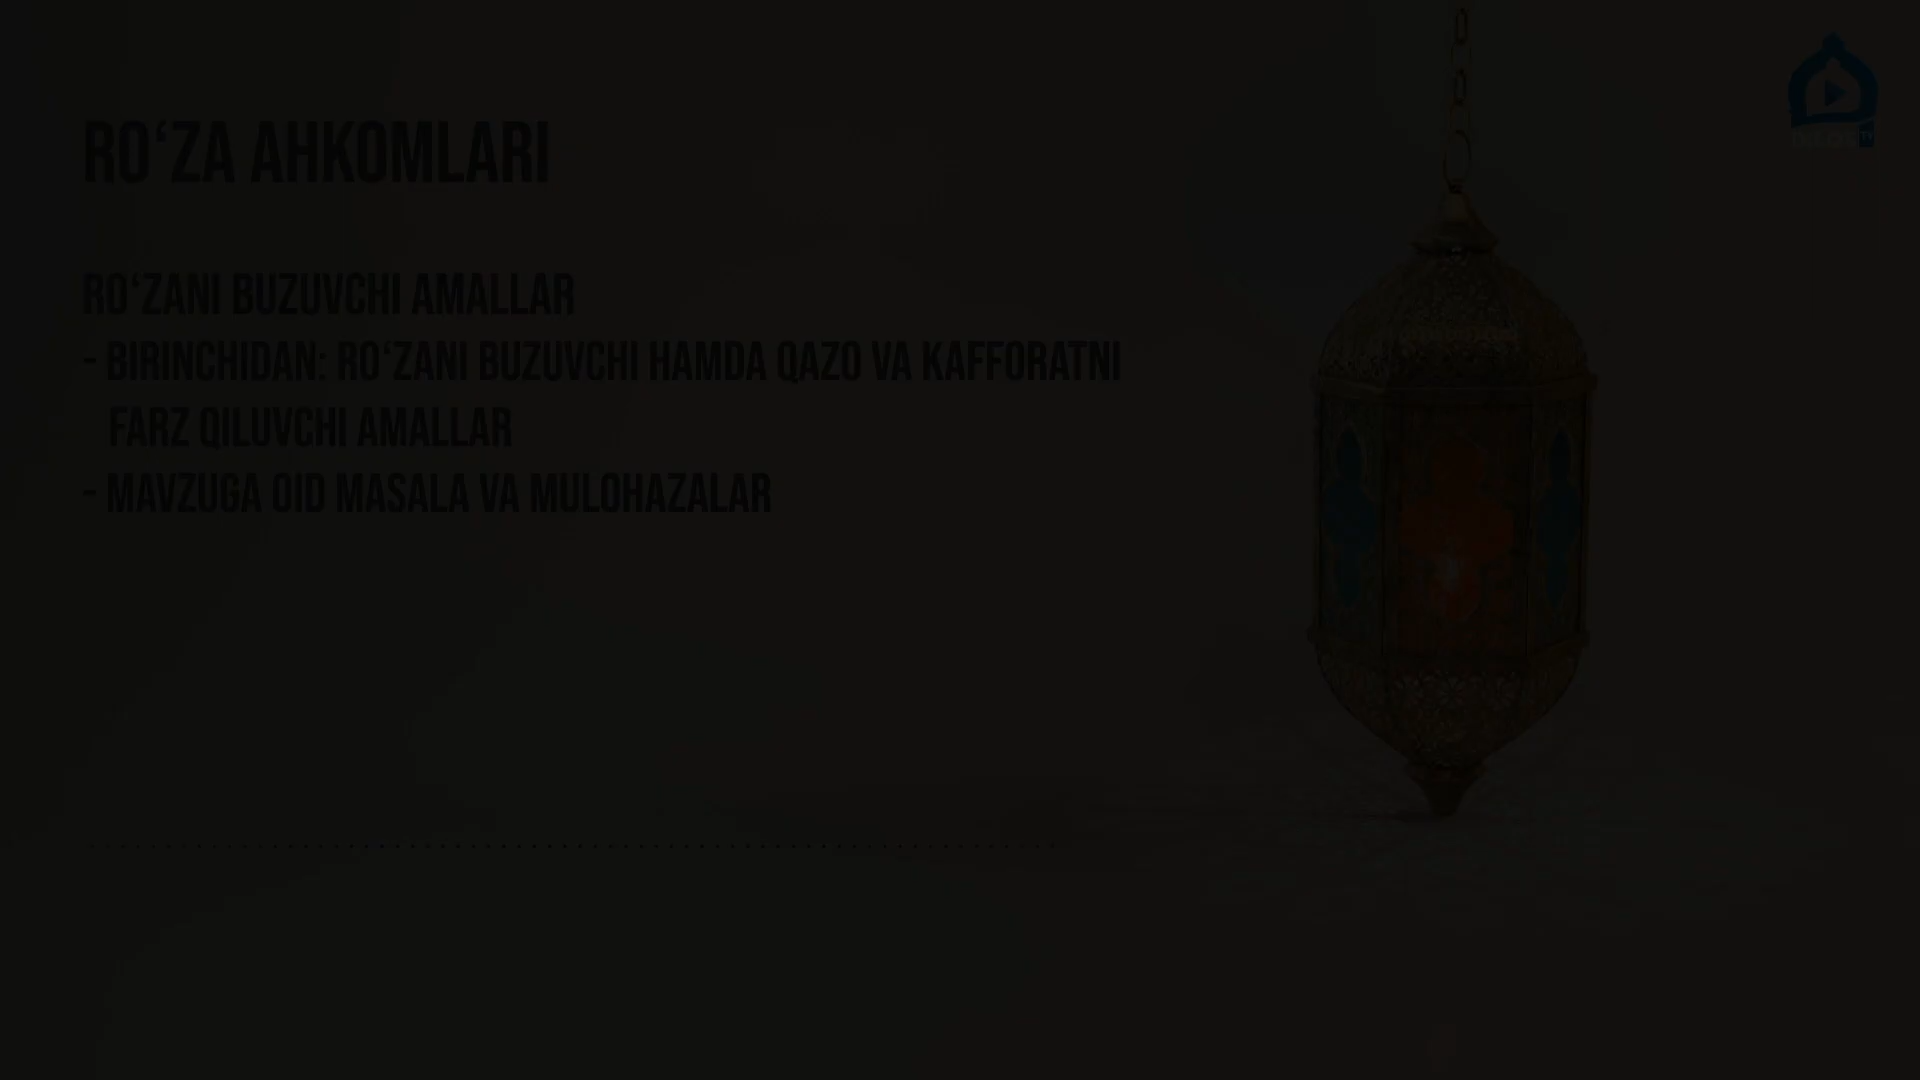 RO‘ZA AHKOMLARI
RO‘ZANI BUZUVCHI AMALLAR
- BIRINCHIDAN: RO‘ZANI BUZUVCHI HAMDA QAZO VA KAFFORATNI
FARZ QILUVCHI AMALLAR
- MAVZUGA OID MASALA VA MULOHAZALAR
TV